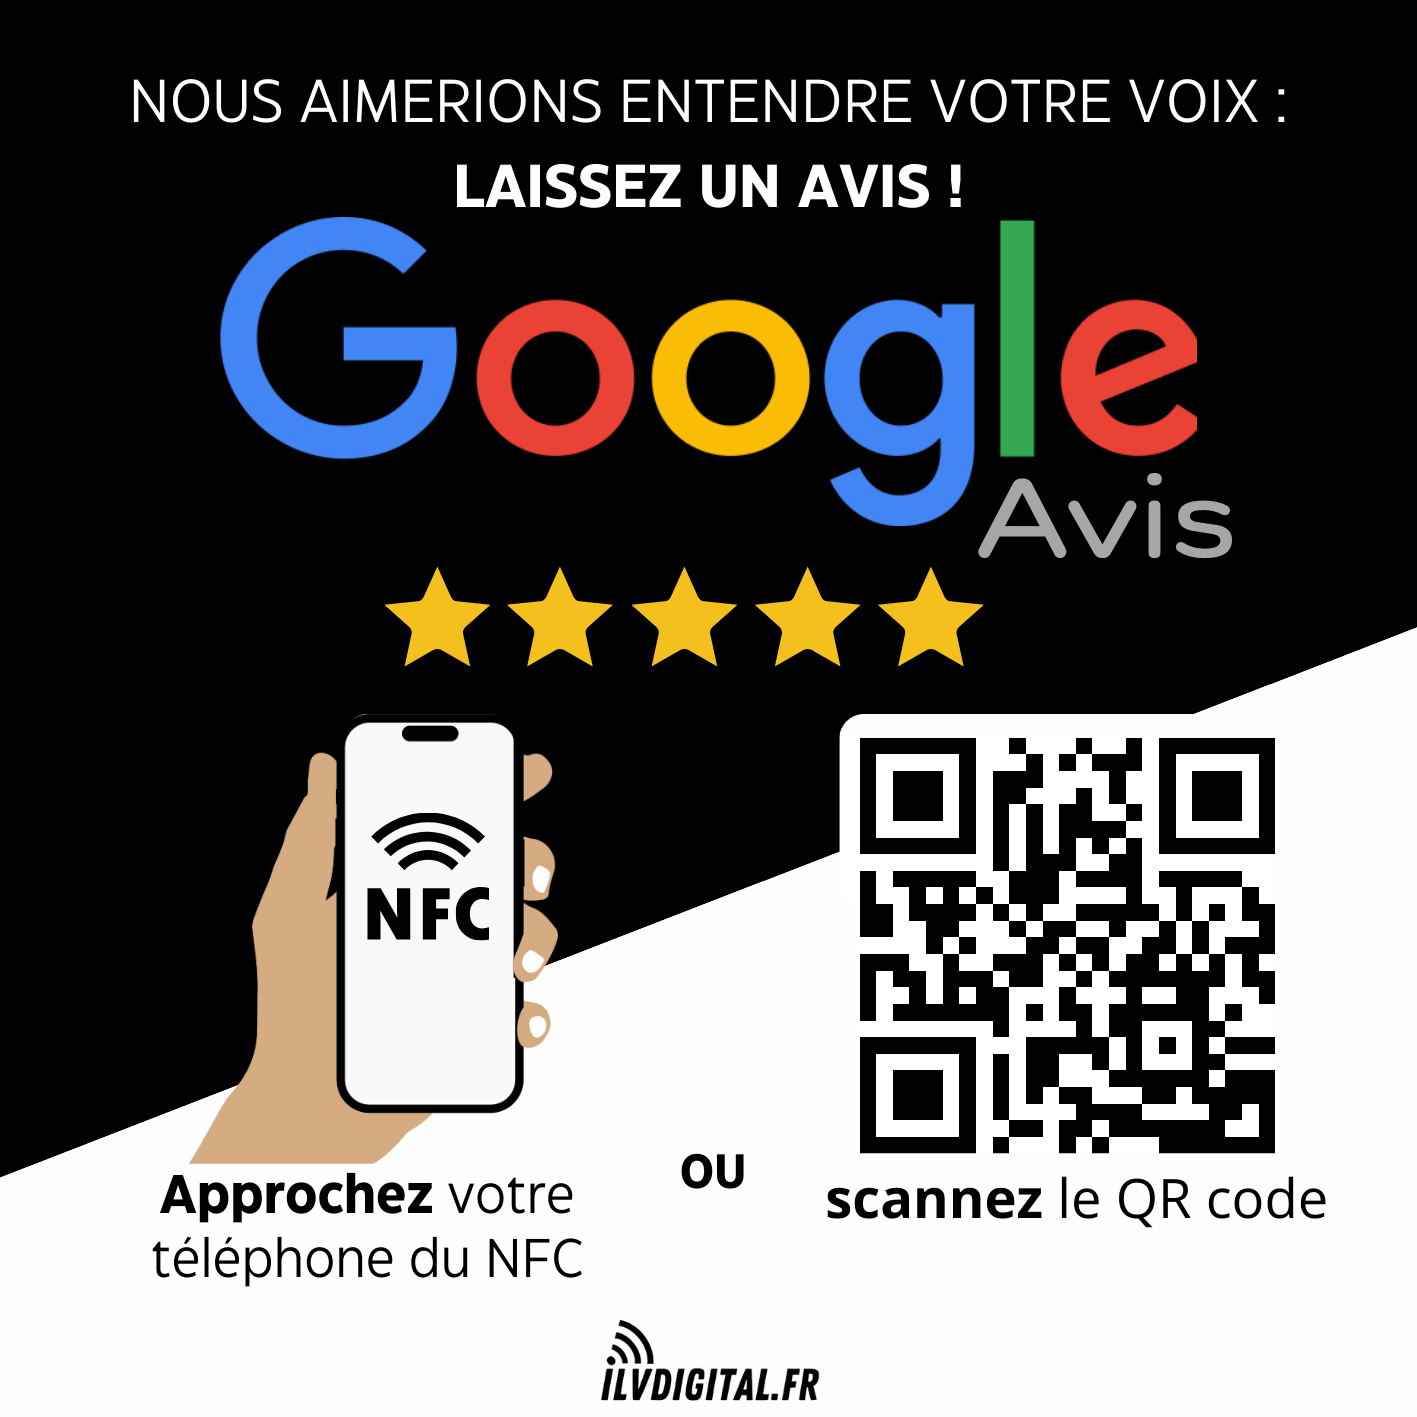 NOUS AIMERIONS ENTENDRE VOTRE VOIX :
LAISSEZ UN AVIS !
Google
Avis
NFC
Approchez votre
téléphone du NFC
OU
scannez le QR code
ILVDIGITAL.FR